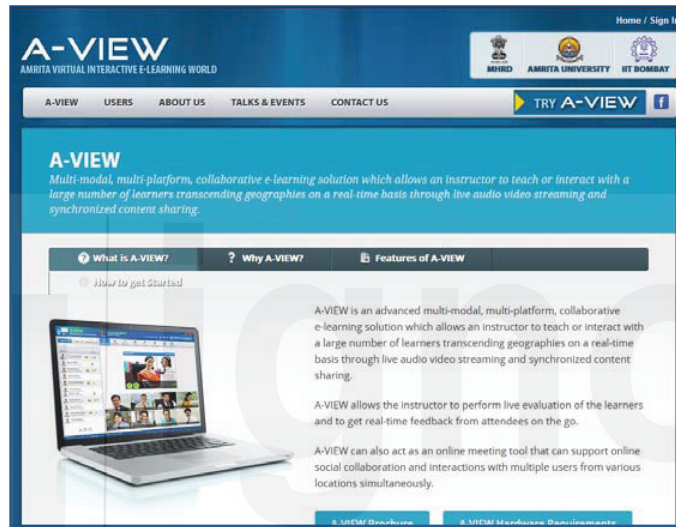 Home / Sign In
A-VIEW
AMRITA VIRTUAL INTERACTIVE E-LEARNING WORLD
MHRD AMRITA UNIVERSITY IIT BOMBAY
A-VIEW USERS ABOUT US TALKS & EVENTS CONTACT US TRY A-VIEW f
A-VIEW
Multi-modal, multi-platform, collaborative e-learning solution which allows an instructor to teach or interact with a
large number of learners transcending geographies on a real-time basis through live audio video streaming and
synchronized content sharing.
What is A-VIEW? ? Why A-VIEW? Features of A-VIEW
How to get Started
A-VIEW is an advanced multi-modal, multi-platform, collaborative
e-learning solution which allows an instructor to teach or interact with
a large number of learners transcending geographies on a real-time
basis through live audio video streaming and synchronized content
sharing.
A-VIEW allows the instructor to perform live evaluation of the learners
and to get real-time feedback from attendees on the go.
A-VIEW can also act as an online meeting tool that can support online
social collaboration and interactions with multiple users from various
locations simultaneously.
A-VIEW Brochure A-VIEW Hardware Requirements